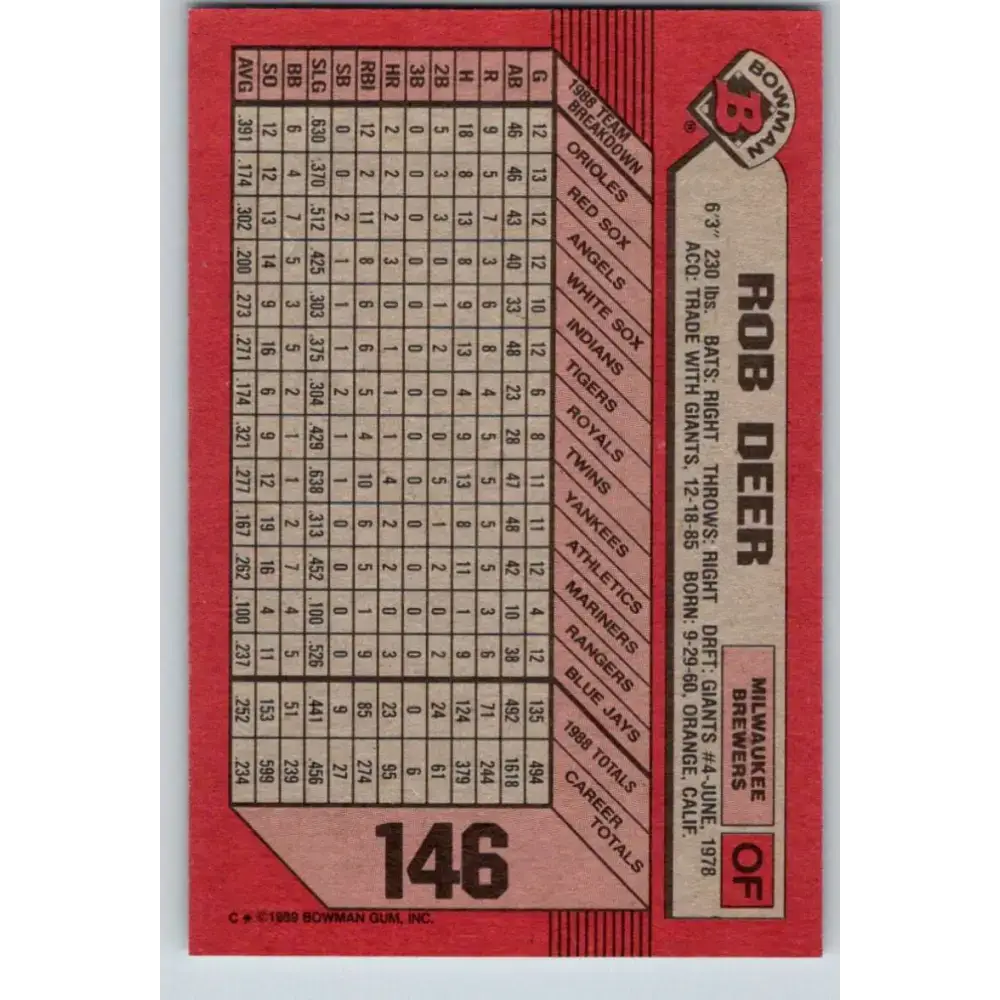 BOWMAN
B
®
ROB DEER
MILWAUKEE
BREWERS
OF
6'3" 230 lbs. BATS: RIGHT THROWS: RIGHT DRFT: GIANTS #4-JUNE, 1978
ACQ: TRADE WITH GIANTS, 12-18-85 BORN: 9-29-60, ORANGE, CALIF.
1988 TEAM BREAKDOWN ORIOLES RED SOX ANGELS WHITE SOX INDIANS TIGERS ROYALS TWINS YANKEES ATHLETICS MARINERS RANGERS BLUE JAYS 1988 TOTALS CAREER TOTALS
G 12 13 12 12 10 12 6 8 11 11 12 4 12 135 494
AB 46 46 43 40 33 48 23 28 47 48 42 10 38 492 1618
R 9 5 7 3 6 8 4 5 5 5 5 3 6 71 244
H 18 8 13 8 9 13 4 9 13 8 11 1 9 124 379
2B 5 3 3 0 1 2 0 0 5 1 2 0 2 24 61
3B 0 0 0 0 0 0 0 0 0 0 0 0 0 0 6
HR 2 2 2 3 0 1 1 1 4 2 2 0 3 23 95
RBI 12 2 11 8 6 6 5 4 10 6 5 1 9 85 274
SB 0 0 2 1 1 1 2 1 1 0 0 0 0 9 27
SLG .630 .370 .512 .425 .303 .375 .304 .429 .638 .313 .452 .100 .526 .441 .456
BB 6 4 7 5 3 5 2 1 1 2 7 4 5 51 239
SO 12 12 13 14 9 16 6 9 12 19 16 4 11 153 599
AVG .391 .174 .302 .200 .273 .271 .174 .321 .277 .167 .262 .100 .237 .252 .234
146
C * ©1989 BOWMAN GUM, INC.